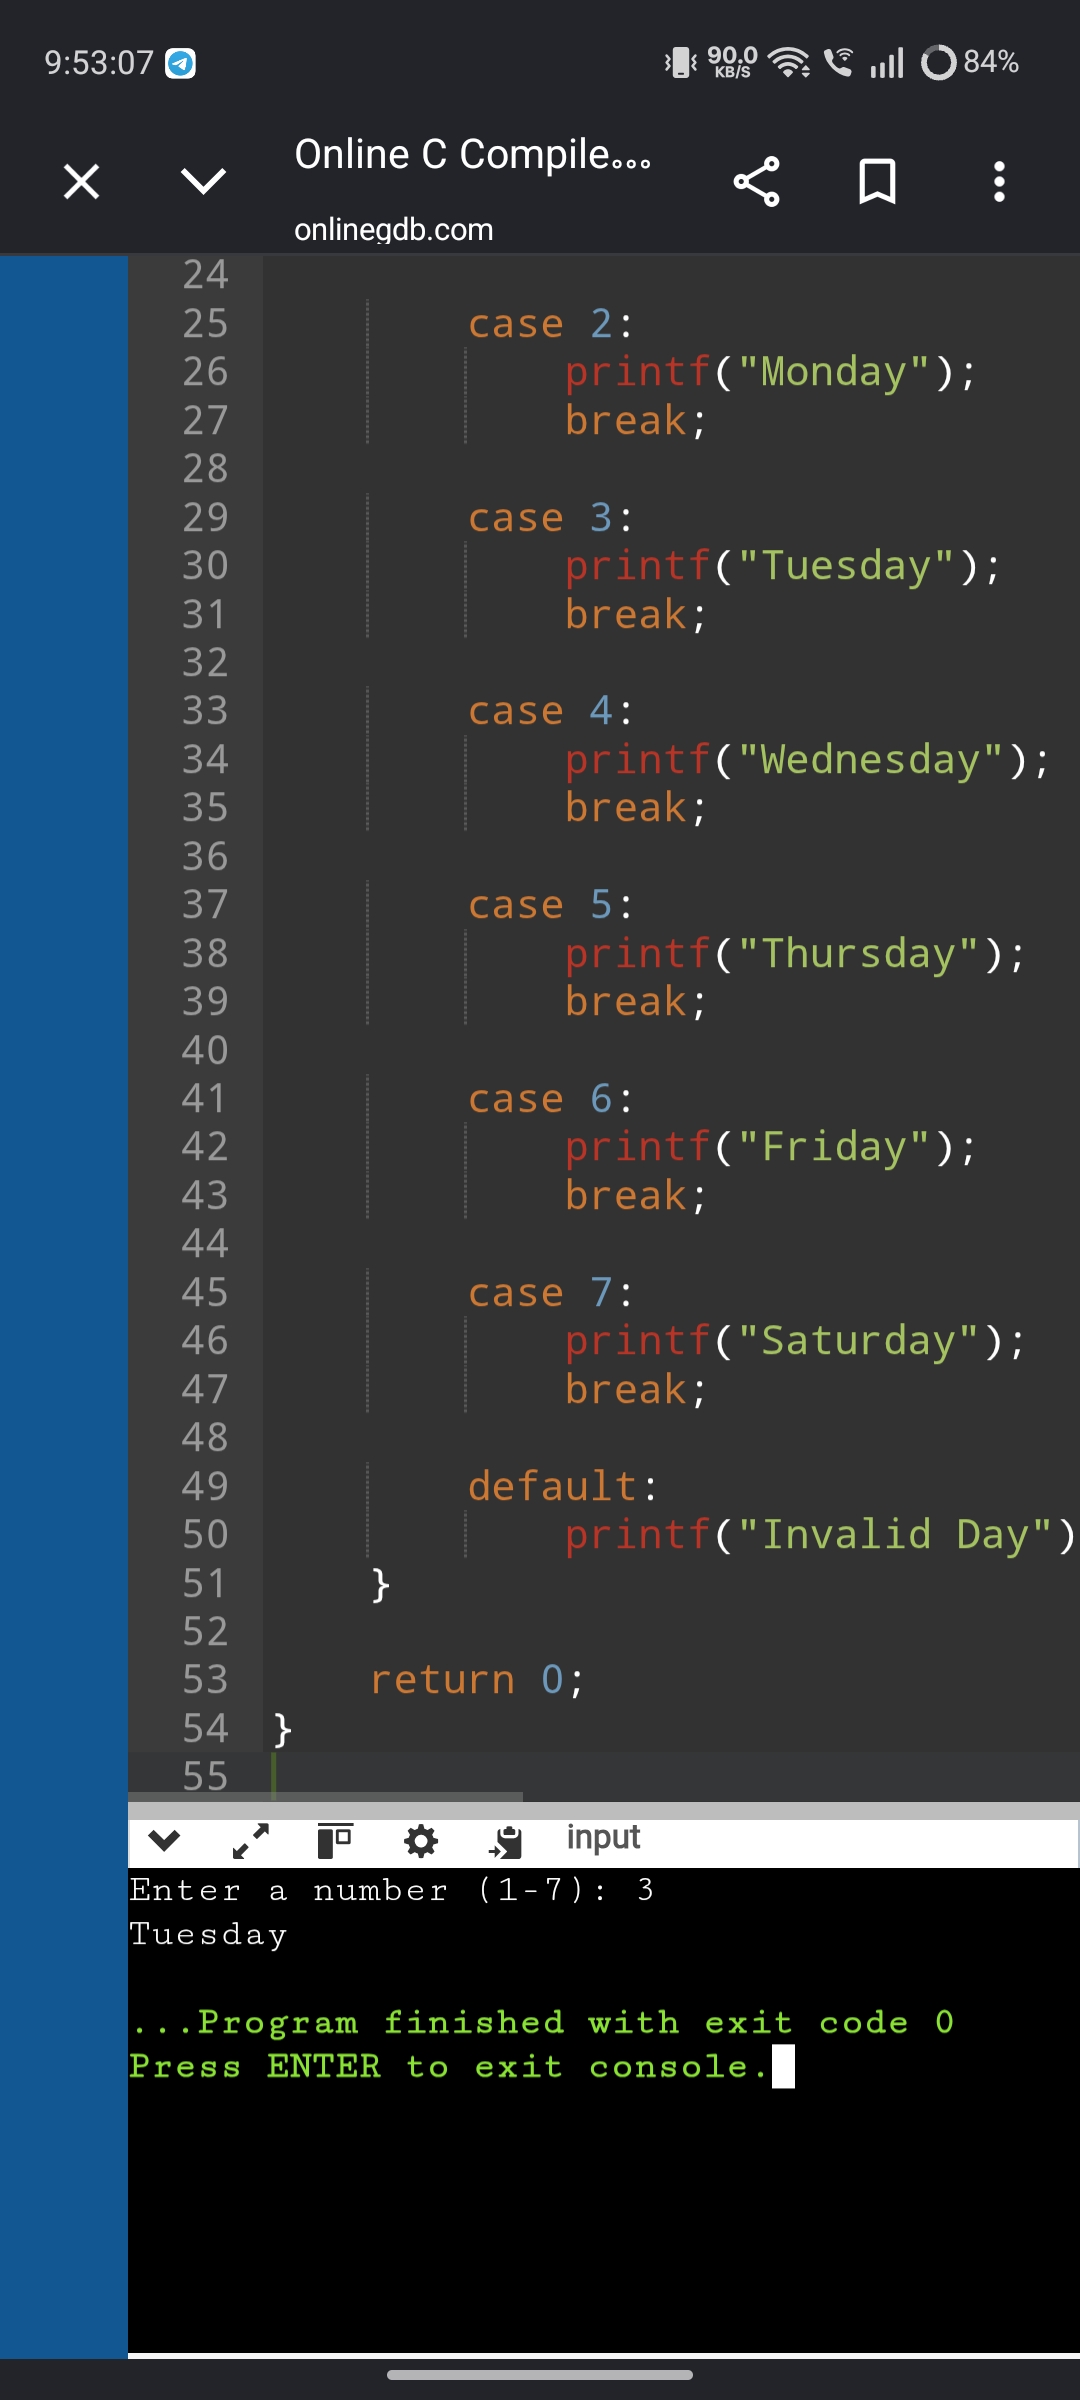 9:53:07 90.0 KB/S 84%
Online C Compile...
onlinegdb.com
24
25 case 2:
26 printf("Monday");
27 break;
28
29 case 3:
30 printf("Tuesday");
31 break;
32
33 case 4:
34 printf("Wednesday");
35 break;
36
37 case 5:
38 printf("Thursday");
39 break;
40
41 case 6:
42 printf("Friday");
43 break;
44
45 case 7:
46 printf("Saturday");
47 break;
48
49 default:
50 printf("Invalid Day")
51 }
52
53 return 0;
54 }
55
input
Enter a number (1-7): 3
Tuesday
...Program finished with exit code 0
Press ENTER to exit console.